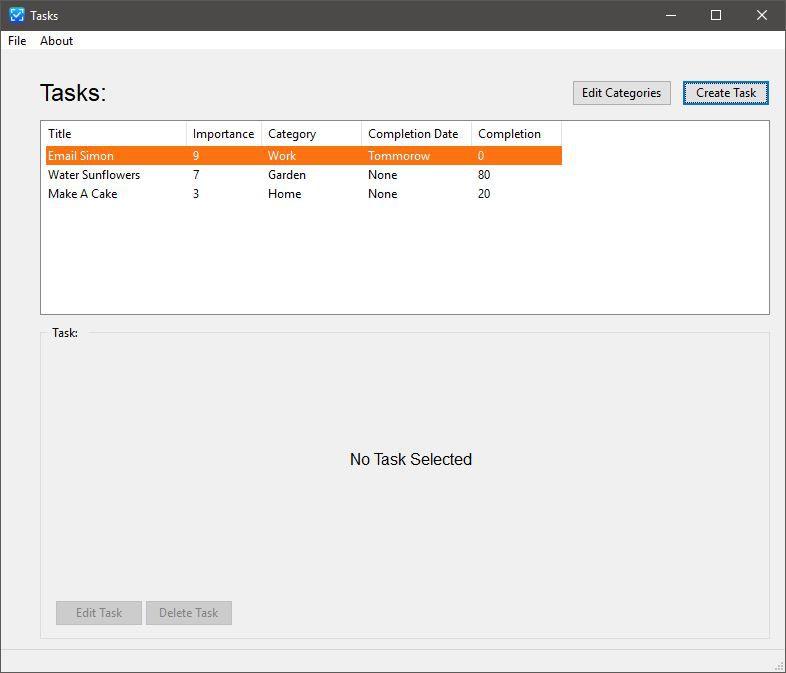 Tasks
File About
Tasks: Edit Categories Create Task
Title Importance Category Completion Date Completion
Email Simon 9 Work Tommorow 0
Water Sunflowers 7 Garden None 80
Make A Cake 3 Home None 20
Task:
No Task Selected
Edit Task Delete Task